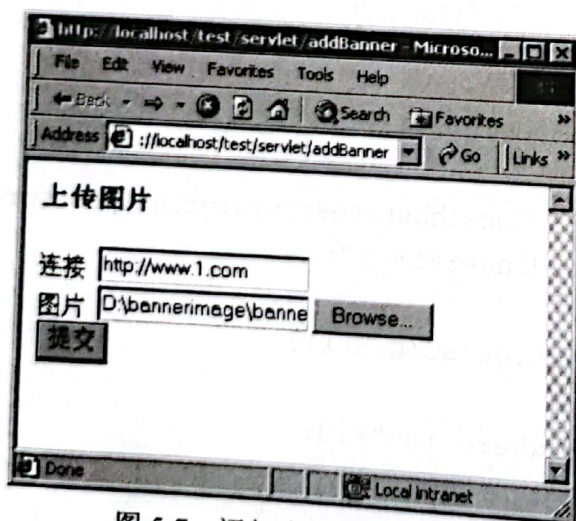 http://localhost/test/servlet/addBanner - Microso...
File Edit View Favorites Tools Help
Back Search Favorites »
Address ://localhost/test/servlet/addBanner Go Links »
上传图片
连接 http://www.1.com
图片 D:\bannerimage\banne Browse...
提交
Done Local intranet
图